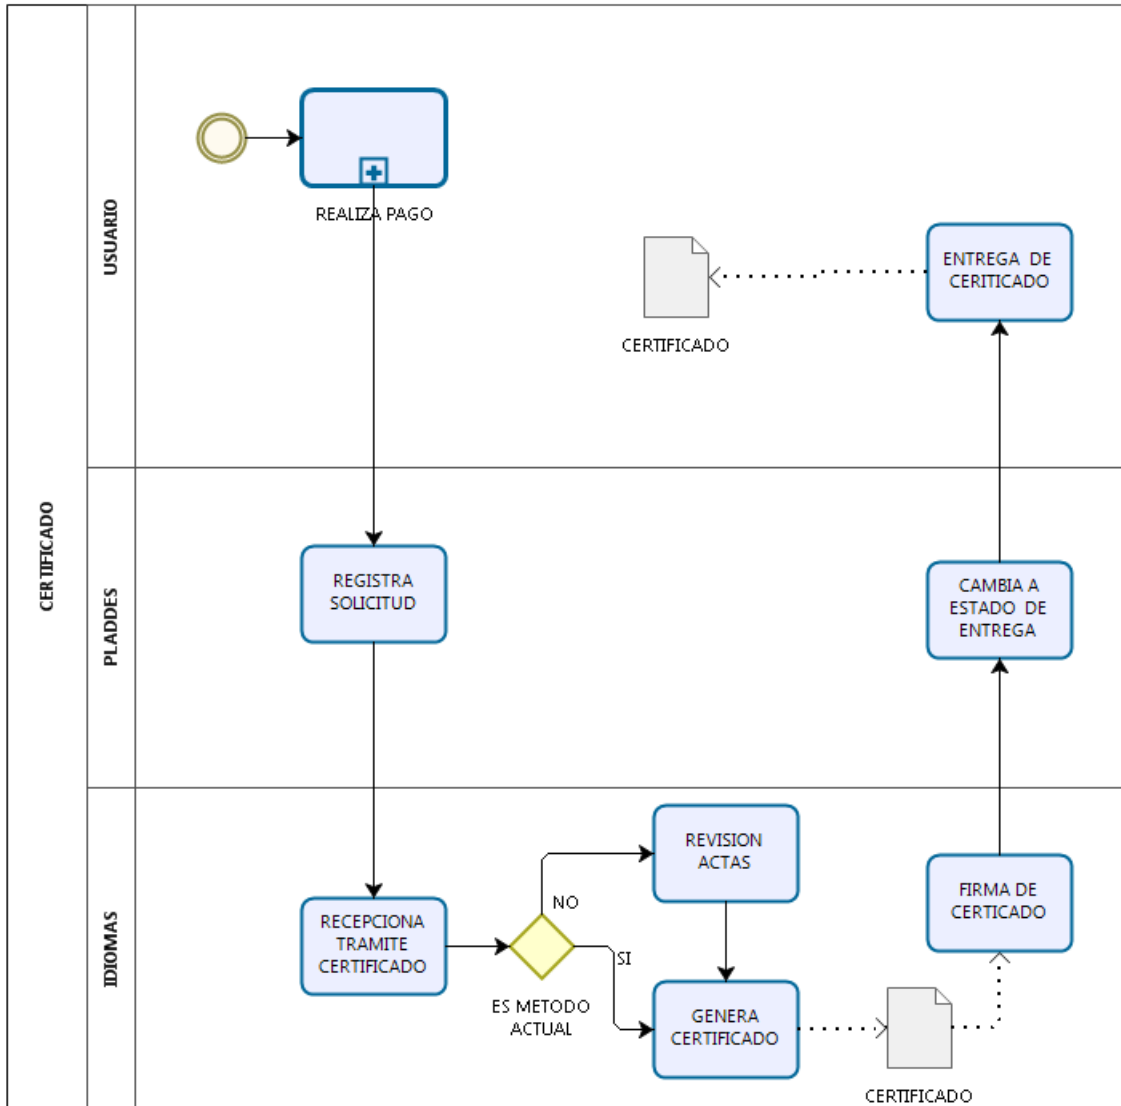 CERTIFICADO
USUARIO
REALIZA PAGO
ENTREGA DE
CERITICADO
CERTIFICADO
PLADDES
REGISTRA
SOLICITUD
CAMBIA A
ESTADO DE
ENTREGA
IDIOMAS
RECEPCIONA
TRAMITE
CERTIFICADO
ES METODO
ACTUAL
NO
SI
REVISION
ACTAS
GENERA
CERTIFICADO
CERTIFICADO
FIRMA DE
CERTICADO